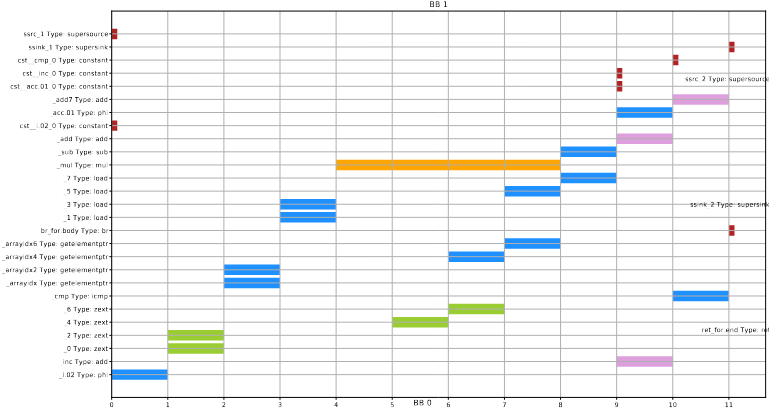 BB 1
ssrc_1 Type: supersource
ssink_1 Type: supersink
cst__cmp_0 Type: constant
cst__inc_0 Type: constant
ssrc_2 Type: supersource
cst__acc.01_0 Type: constant
_add7 Type: add
acc.01 Type: phi
cst__i.02_0 Type: constant
_add Type: add
_sub Type: sub
_mul Type: mul
7 Type: load
5 Type: load
3 Type: load
ssink_2 Type: supersink
_1 Type: load
br_for.body Type: br
_arrayidx6 Type: getelementptr
_arrayidx4 Type: getelementptr
_arrayidx2 Type: getelementptr
_arrayidx Type: getelementptr
cmp Type: icmp
6 Type: zext
4 Type: zext
ret_for.end Type: ret
2 Type: zext
_0 Type: zext
inc Type: add
_i.02 Type: phi
0 1 2 3 4 5 6 7 8 9 10 11
BB 0